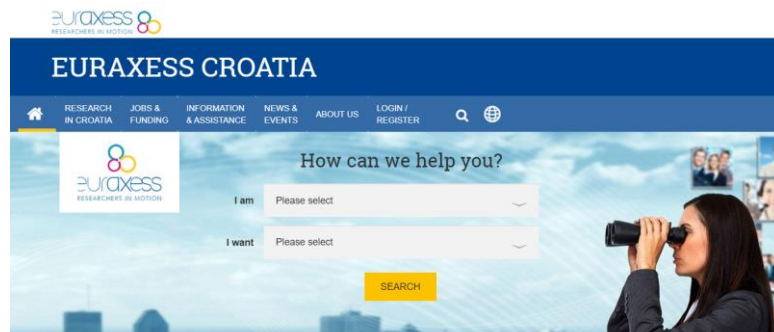 euraxess
RESEARCHERS IN MOTION
EURAXESS CROATIA
RESEARCH IN CROATIA
JOBS & FUNDING
INFORMATION & ASSISTANCE
NEWS & EVENTS
ABOUT US
LOGIN / REGISTER
euraxess
RESEARCHERS IN MOTION
How can we help you?
I am Please select
I want Please select
SEARCH